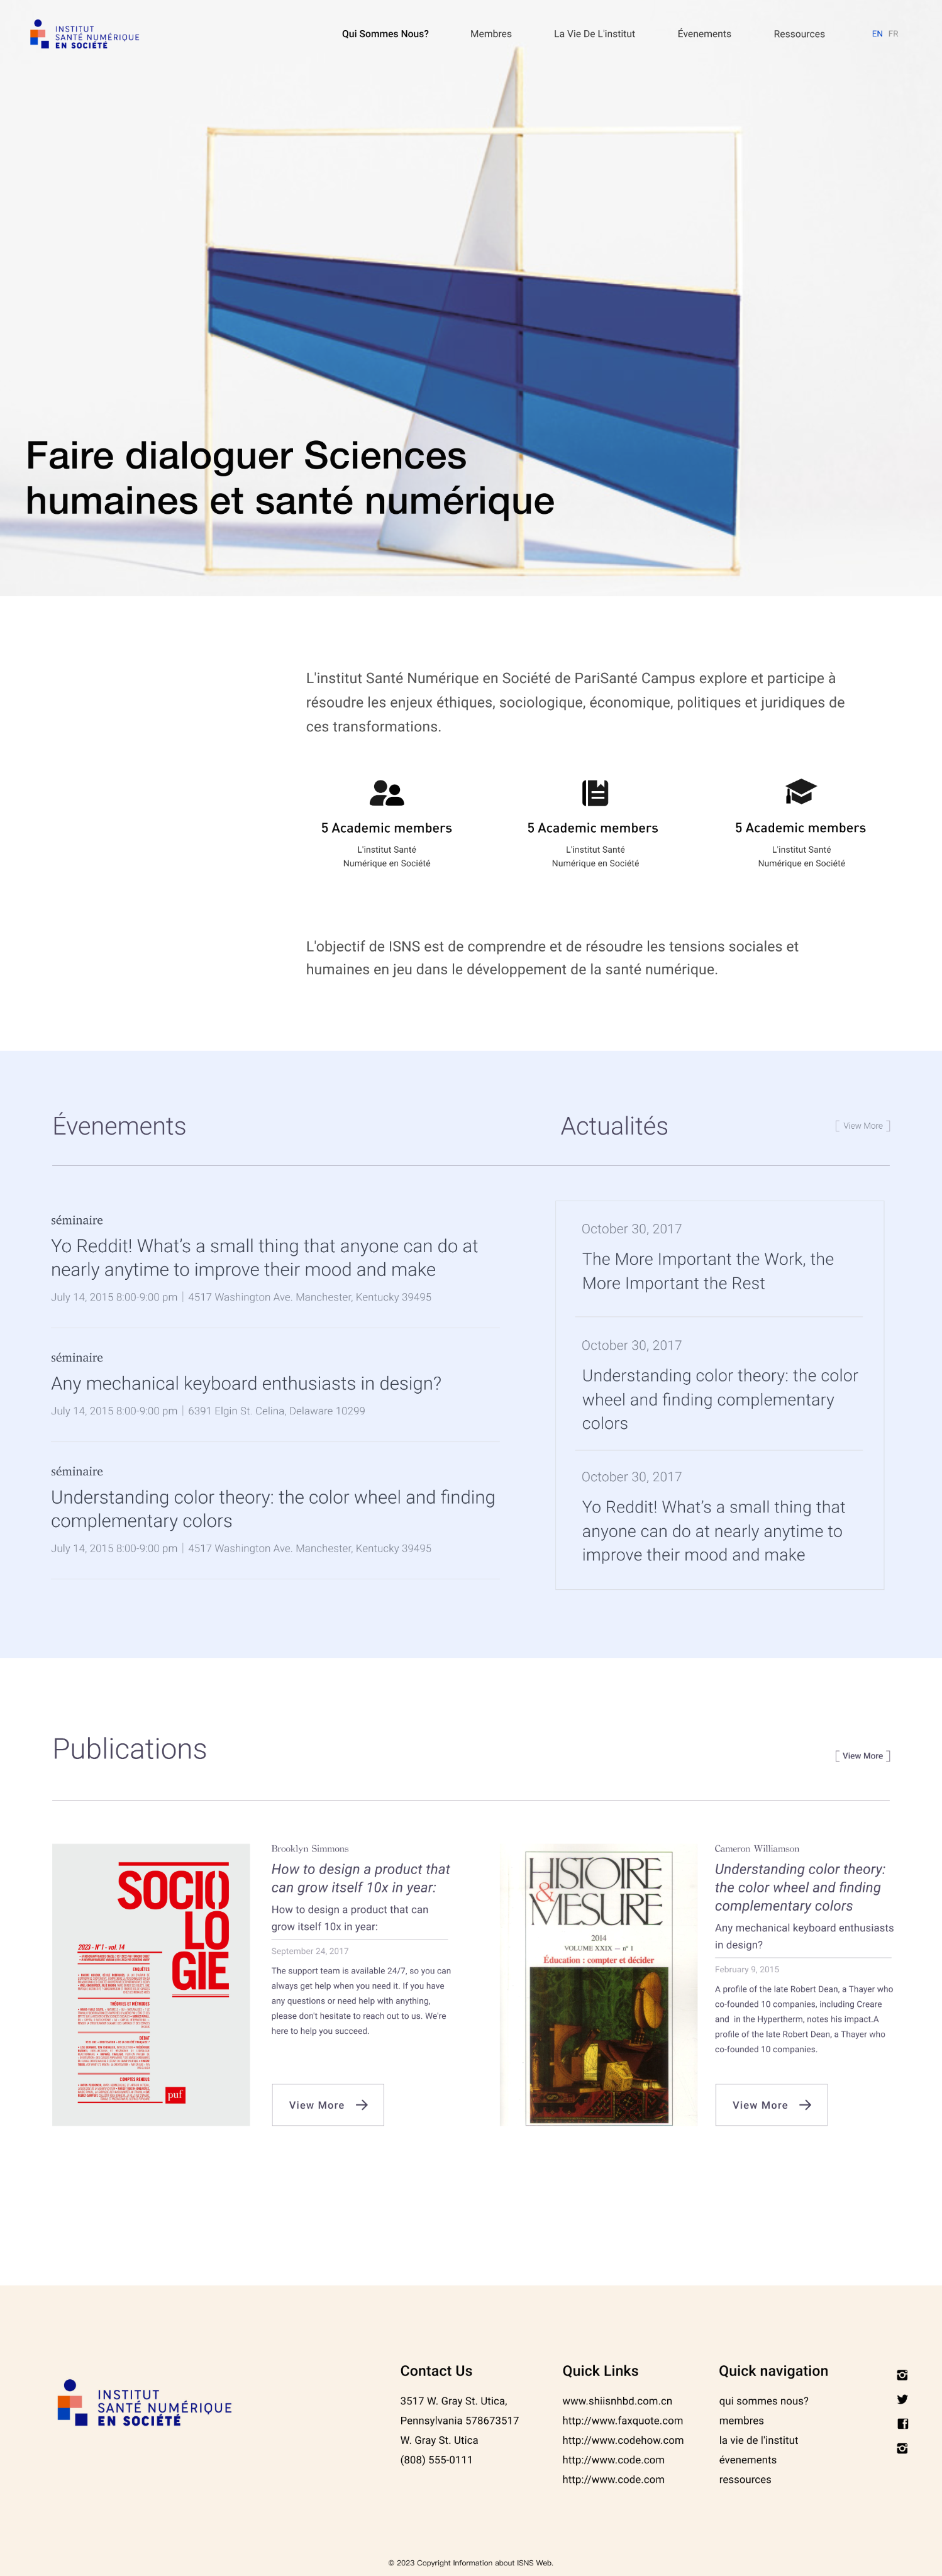 INSTITUT
SANTÉ NUMÉRIQUE
EN SOCIÉTÉ
Qui Sommes Nous?
Membres
La Vie De L'institut
Évenements
Ressources
EN FR
Faire dialoguer Sciences
humaines et santé numérique
L'institut Santé Numérique en Société de PariSanté Campus explore et participe à
résoudre les enjeux éthiques, sociologique, économique, politiques et juridiques de
ces transformations.
5 Academic members
L'institut Santé
Numérique en Société
5 Academic members
L'institut Santé
Numérique en Société
5 Academic members
L'institut Santé
Numérique en Société
L'objectif de ISNS est de comprendre et de résoudre les tensions sociales et
humaines en jeu dans le développement de la santé numérique.
Évenements
séminaire
Yo Reddit! What's a small thing that anyone can do at
nearly anytime to improve their mood and make
July 14, 2015 8:00-9:00 pm | 4517 Washington Ave. Manchester, Kentucky 39495
séminaire
Any mechanical keyboard enthusiasts in design?
July 14, 2015 8:00-9:00 pm | 6391 Elgin St. Celina, Delaware 10299
séminaire
Understanding color theory: the color wheel and finding
complementary colors
July 14, 2015 8:00-9:00 pm | 4517 Washington Ave. Manchester, Kentucky 39495
Actualités
[ View More ]
October 30, 2017
The More Important the Work, the
More Important the Rest
October 30, 2017
Understanding color theory: the color
wheel and finding complementary
colors
October 30, 2017
Yo Reddit! What's a small thing that
anyone can do at nearly anytime to
improve their mood and make
Publications
[ View More ]
SOCIO
LO
GIE
2023 - N°1 - vol. 14
ENQUÊTES
THÉORIES ET MÉTHODES
DÉBAT
COMPTES RENDUS
puf
Brooklyn Simmons
How to design a product that
can grow itself 10x in year:
How to design a product that can
grow itself 10x in year:
September 24, 2017
The support team is available 24/7, so you can
always get help when you need it. If you have
any questions or need help with anything,
please don't hesitate to reach out to us. We're
here to help you succeed.
View More
HISTOIRE
&
MESURE
2014
VOLUME XXIX – n° 1
Éducation : compter et décider
Cameron Williamson
Understanding color theory:
the color wheel and finding
complementary colors
Any mechanical keyboard enthusiasts
in design?
February 9, 2015
A profile of the late Robert Dean, a Thayer who
co-founded 10 companies, including Creare
and in the Hypertherm, notes his impact.A
profile of the late Robert Dean, a Thayer who
co-founded 10 companies.
View More
INSTITUT
SANTÉ NUMÉRIQUE
EN SOCIÉTÉ
Contact Us
3517 W. Gray St. Utica,
Pennsylvania 578673517
W. Gray St. Utica
(808) 555-0111
Quick Links
www.shiisnhbd.com.cn
http://www.faxquote.com
http://www.codehow.com
http://www.code.com
http://www.code.com
Quick navigation
qui sommes nous?
membres
la vie de l'institut
évenements
ressources
© 2023 Copyright Information about ISNS Web.